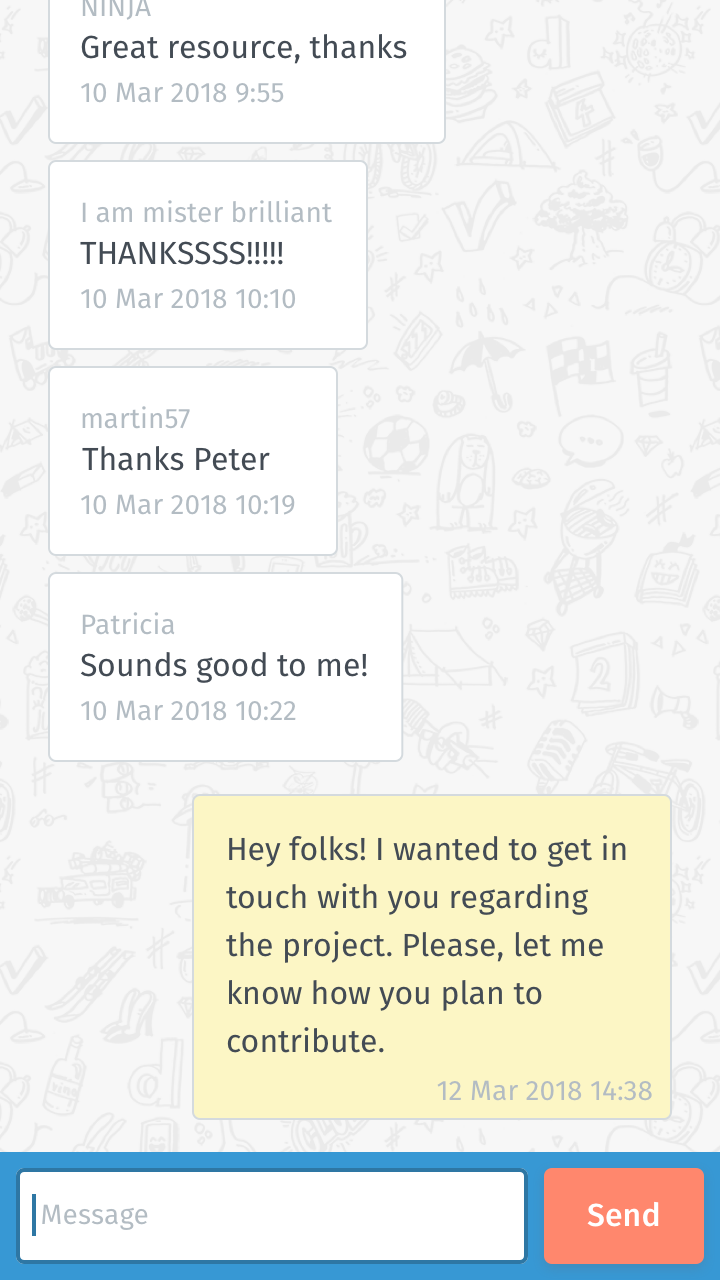 NINJA
Great resource, thanks
10 Mar 2018 9:55
I am mister brilliant
THANKSSSS!!!!!
10 Mar 2018 10:10
martin57
Thanks Peter
10 Mar 2018 10:19
Patricia
Sounds good to me!
10 Mar 2018 10:22
Hey folks! I wanted to get in
touch with you regarding
the project. Please, let me
know how you plan to
contribute.
12 Mar 2018 14:38
Message
Send